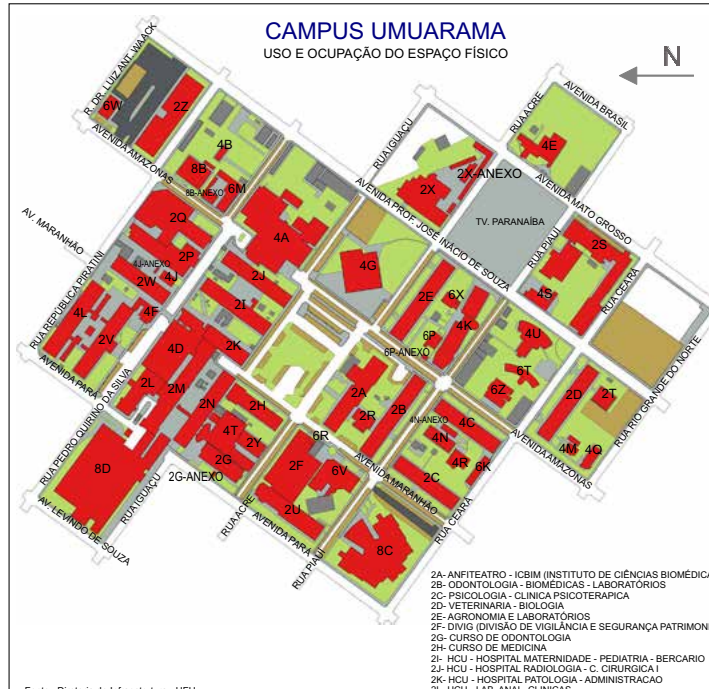 CAMPUS UMUARAMA
USO E OCUPAÇÃO DO ESPAÇO FÍSICO
N
R. DR. LUIZ ANT. WAACK
6W
2Z
AVENIDA AMAZONAS
4B
8B
8B-ANEXO
6M
RUA IGUAÇU
RUA ACRE
AVENIDA BRASIL
4E
2X-ANEXO
2X
AVENIDA MATO GROSSO
TV. PARANAÍBA
AVENIDA PROF. JOSÉ INÁCIO DE SOUZA
RUA PIAUÍ
2S
RUA CEARÁ
4S
AV. MARANHÃO
2Q
2P
4J-ANEXO
4J
2W
4F
4A
2J
2I
4G
2E
6X
4K
6P
6P-ANEXO
4U
6T
6Z
RUA REPÚBLICA PIRATINI
4L
2V
AVENIDA PARÁ
4D
2K
2L
2M
2N
2H
4T
2Y
2G
2G-ANEXO
2A
2R
2B
6R
4N-ANEXO
4C
4N
4R
6K
2C
2D
2T
4M
4Q
RUA RIO GRANDE DO NORTE
AVENIDA AMAZONAS
RUA PEDRO QUIRINO DA SILVA
8D
AV. LEVINDO DE SOUZA
RUA IGUAÇU
RUA ACRE
2F
6V
2U
AVENIDA PARÁ
RUA PIAUÍ
AVENIDA MARANHÃO
RUA CEARÁ
8C
2A- ANFITEATRO - ICBIM (INSTITUTO DE CIÊNCIAS BIOMÉDICA
2B- ODONTOLOGIA - BIOMÉDICAS - LABORATÓRIOS
2C- PSICOLOGIA - CLINICA PSICOTERAPICA
2D- VETERINARIA - BIOLOGIA
2E- AGRONOMIA E LABORATÓRIOS
2F- DIVIG (DIVISÃO DE VIGILÂNCIA E SEGURANÇA PATRIMONI
2G- CURSO DE ODONTOLOGIA
2H- CURSO DE MEDICINA
2I- HCU - HOSPITAL MATERNIDADE - PEDIATRIA - BERCARIO
2J- HCU - HOSPITAL RADIOLOGIA - C. CIRURGICA I
2K- HCU - HOSPITAL PATOLOGIA - ADMINISTRACAO